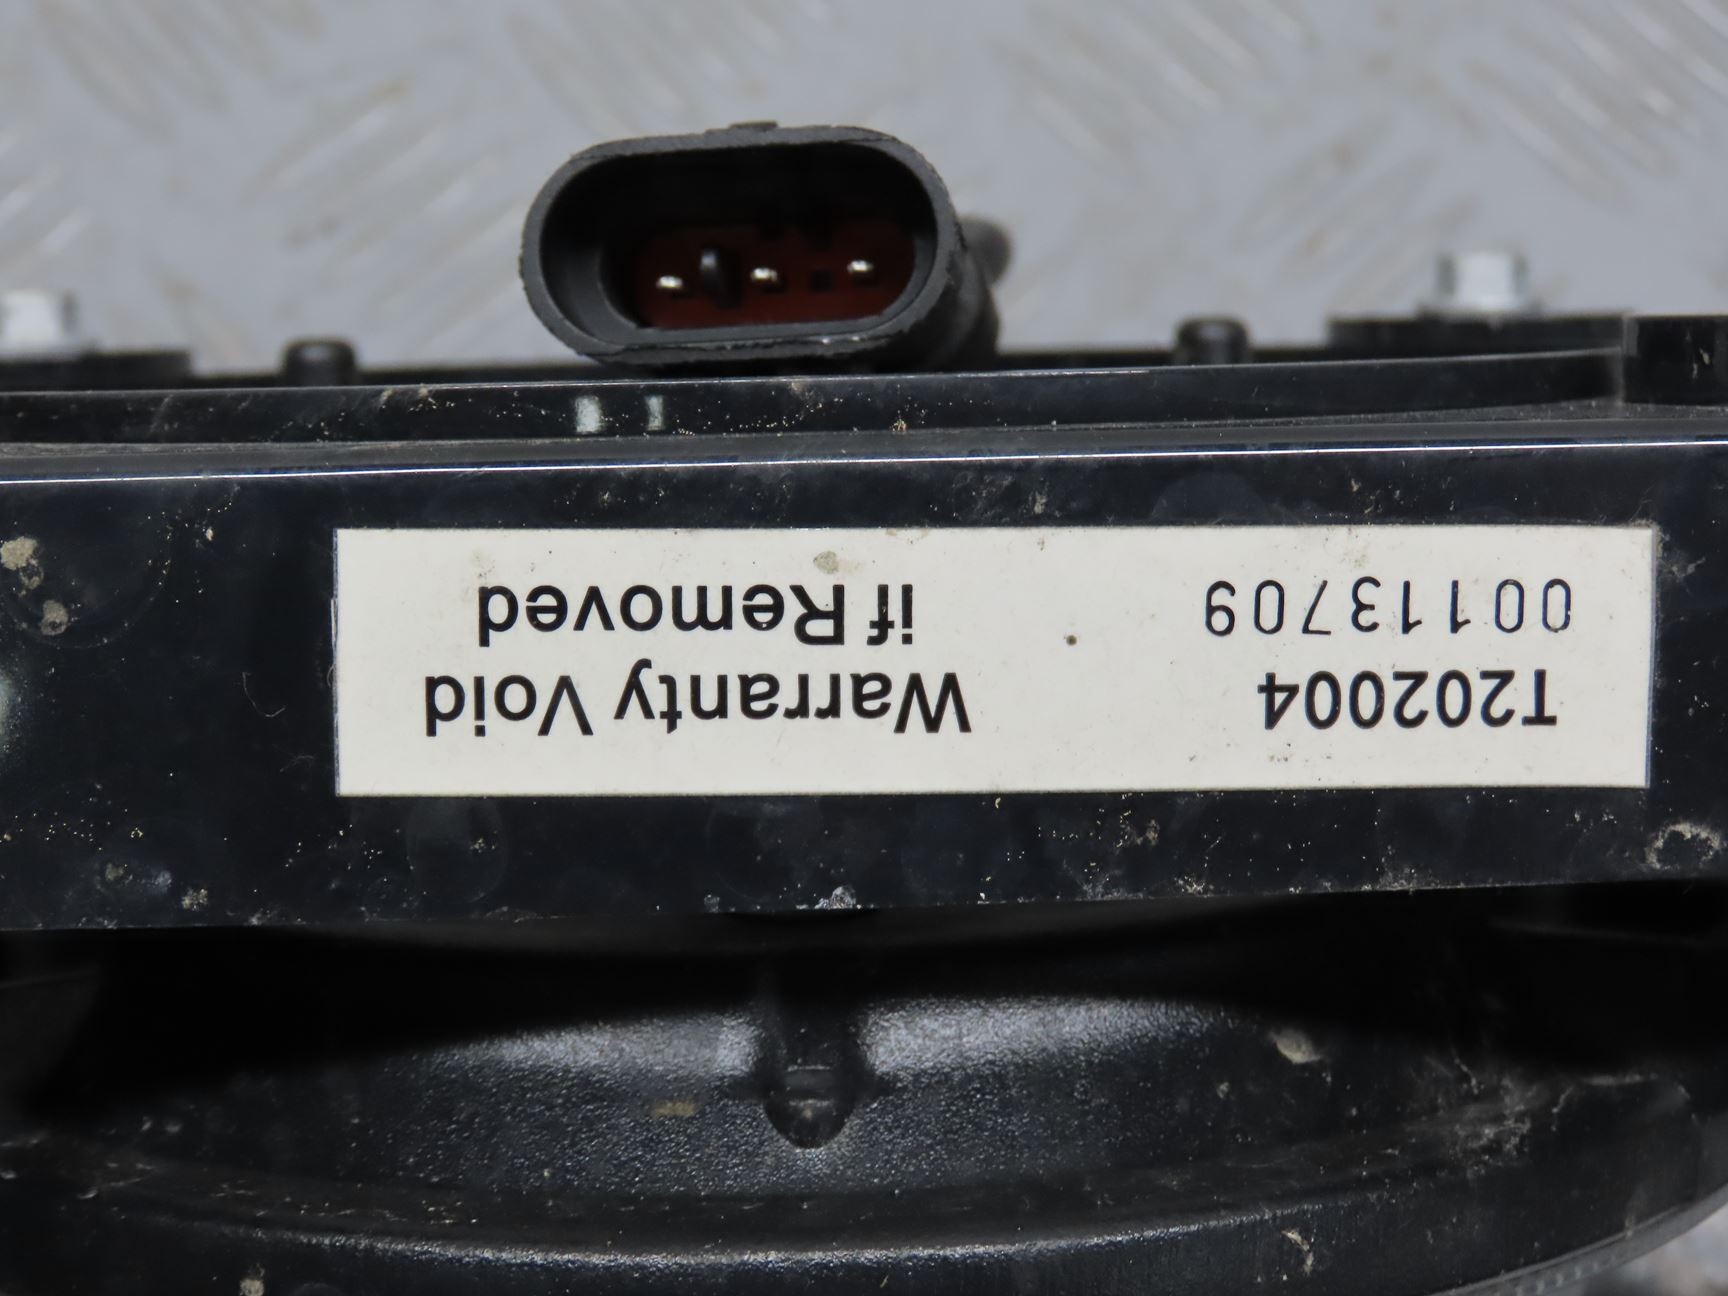 T202004
00113709
Warranty Void
if Removed